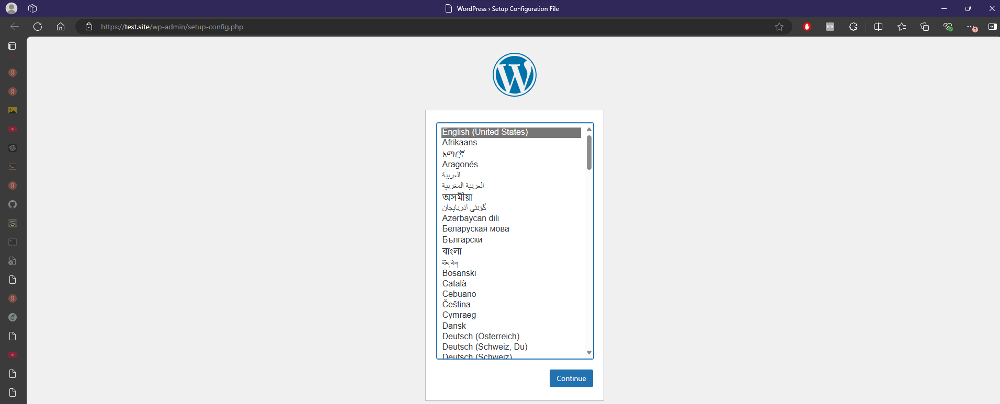 WordPress › Setup Configuration File
https://test.site/wp-admin/setup-config.php
1
English (United States)
Afrikaans
አማርኛ
Aragonés
العربية
العربية المغربية
অসমীয়া
گؤنئی آذربایجان
Azərbaycan dili
Беларуская мова
Български
বাংলা
བོད་ཡིག
Bosanski
Català
Cebuano
Čeština
Cymraeg
Dansk
Deutsch (Österreich)
Deutsch (Schweiz, Du)
Deutsch (Schweiz)
Continue